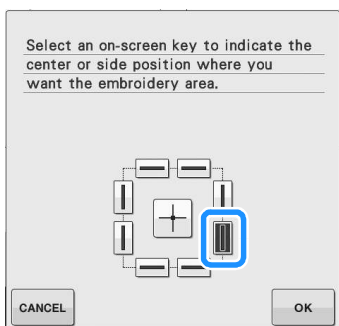 Select an on-screen key to indicate the
center or side position where you
want the embroidery area.
CANCEL
OK